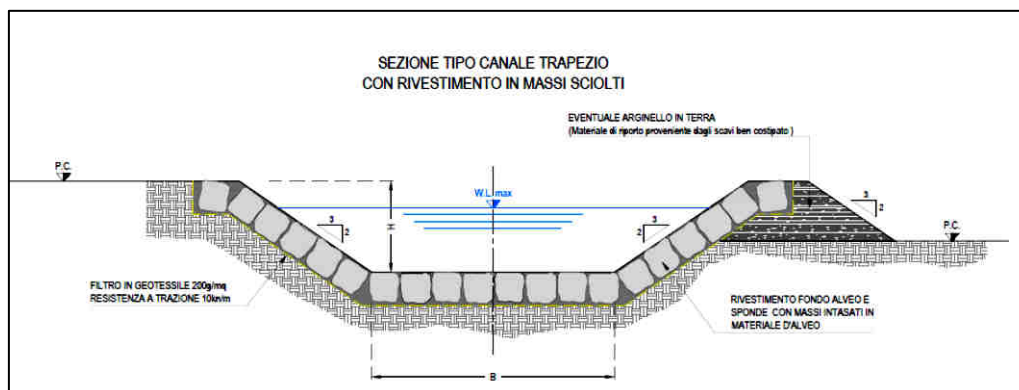 SEZIONE TIPO CANALE TRAPEZIO
CON RIVESTIMENTO IN MASSI SCIOLTI
EVENTUALE ARGINELLO IN TERRA
(Materiale di riporto proveniente dagli scavi ben costipato )
P.C.
W.L. max
3
2
3
2
3
2
H
P.C.
FILTRO IN GEOTESSILE 200g/mq
RESISTENZA A TRAZIONE 10kn/m
RIVESTIMENTO FONDO ALVEO E
SPONDE CON MASSI INTASATI IN
MATERIALE D'ALVEO
B